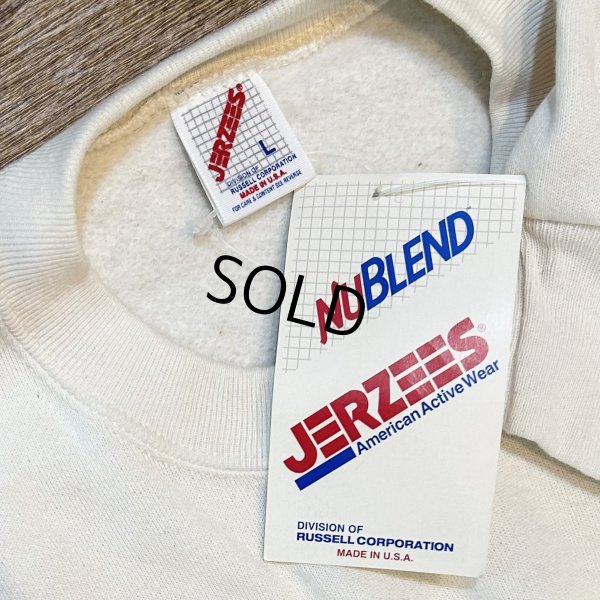 JERZEES
L
DIVISION OF
RUSSELL CORPORATION
MADE IN U.S.A.
FOR CARE & CONTENT SEE REVERSE
SOLD
NUBLEND
JERZEES®
American Active Wear
DIVISION OF
RUSSELL CORPORATION
MADE IN U.S.A.